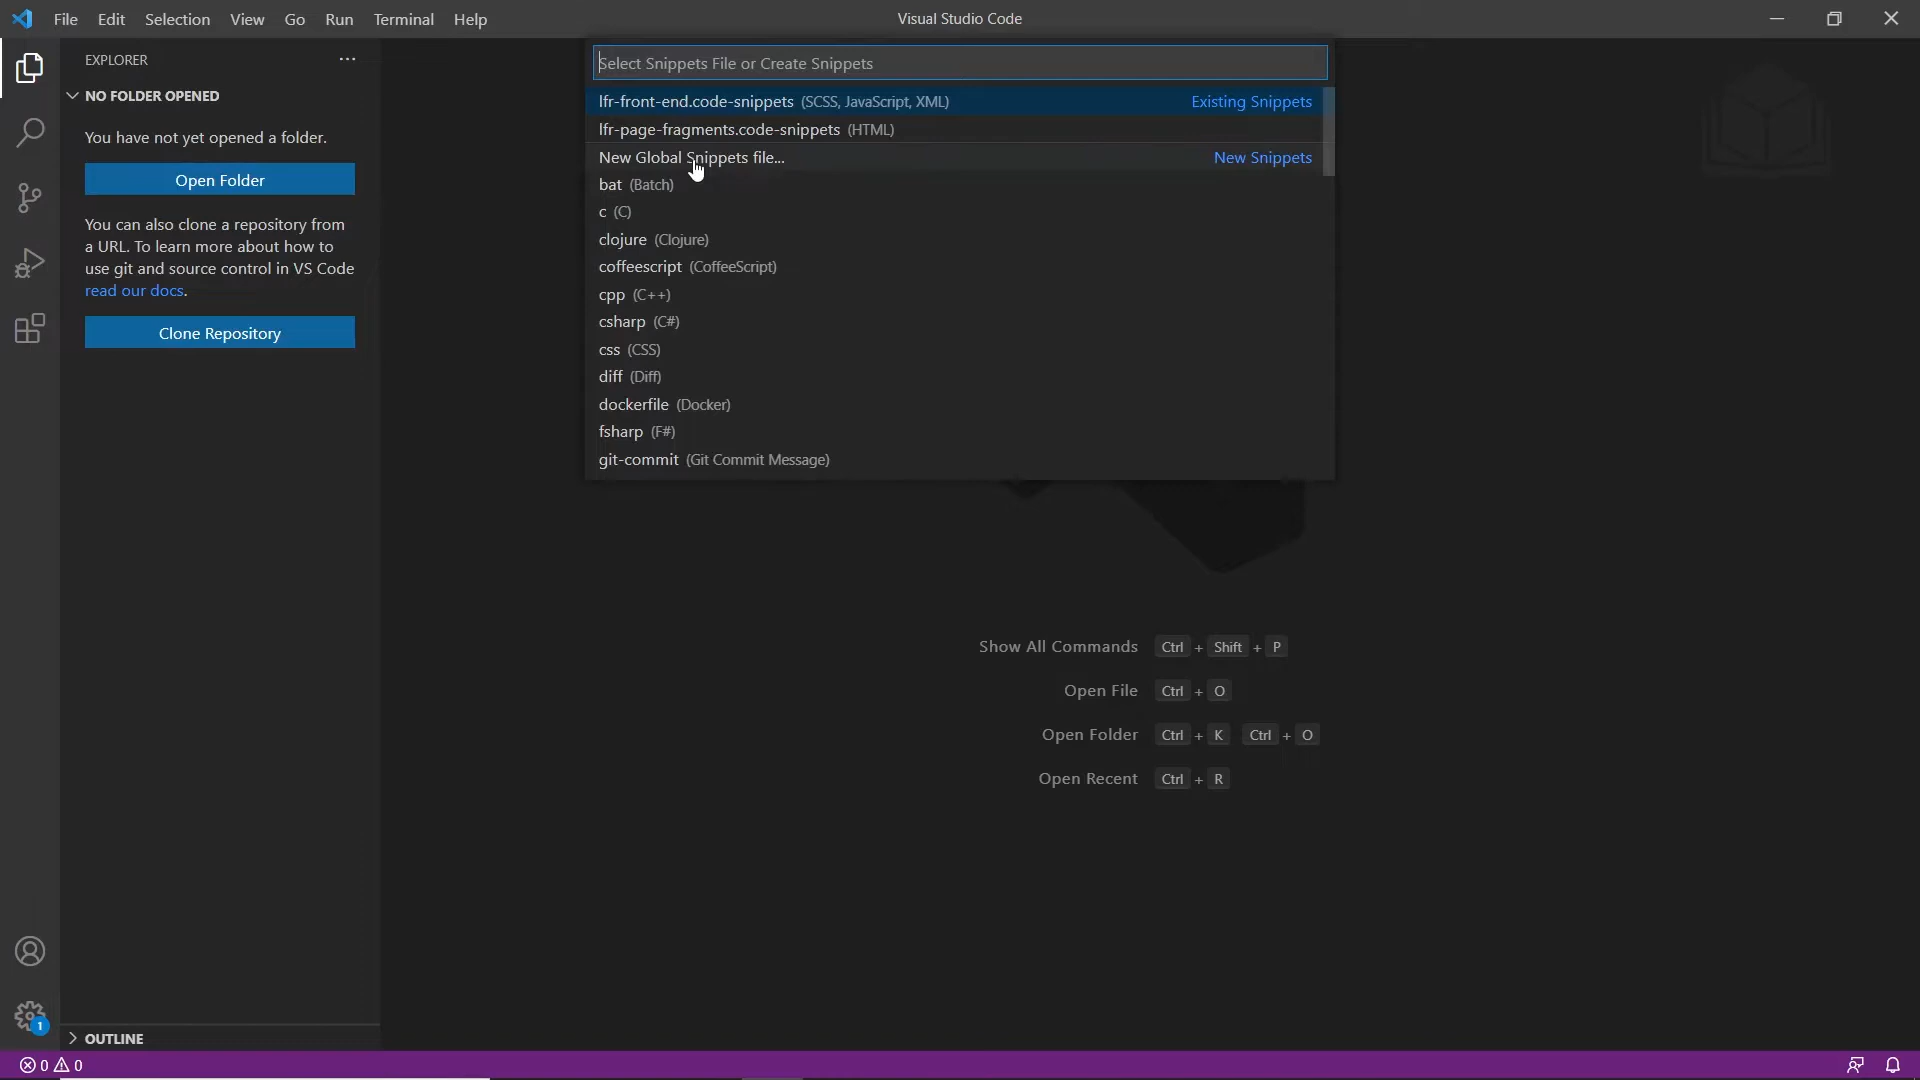 File Edit Selection View Go Run Terminal Help
Visual Studio Code
EXPLORER
NO FOLDER OPENED
You have not yet opened a folder.
Open Folder
You can also clone a repository from
a URL. To learn more about how to
use git and source control in VS Code
read our docs.
Clone Repository
OUTLINE
Select Snippets File or Create Snippets
lfr-front-end.code-snippets (SCSS, JavaScript, XML) Existing Snippets
lfr-page-fragments.code-snippets (HTML)
New Global Snippets file... New Snippets
bat (Batch)
c (C)
clojure (Clojure)
coffeescript (CoffeeScript)
cpp (C++)
csharp (C#)
css (CSS)
diff (Diff)
dockerfile (Docker)
fsharp (F#)
git-commit (Git Commit Message)
Show All Commands Ctrl + Shift + P
Open File Ctrl + O
Open Folder Ctrl + K Ctrl + O
Open Recent Ctrl + R
1
0 0